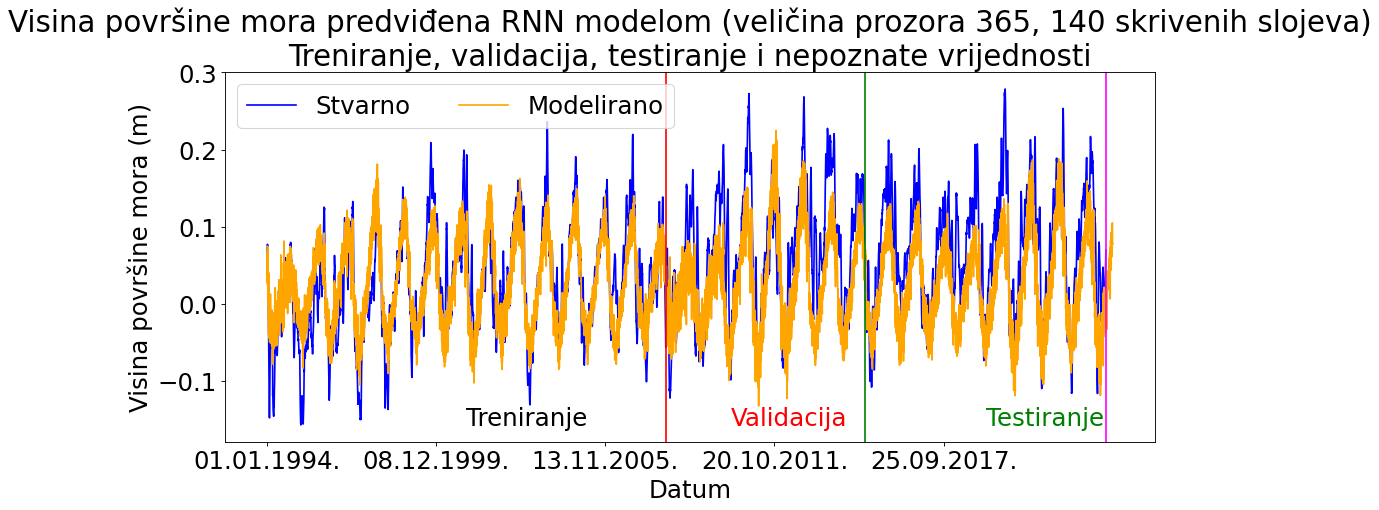 Visina površine mora predviđena RNN modelom (veličina prozora 365, 140 skrivenih slojeva)
Treniranje, validacija, testiranje i nepoznate vrijednosti
Stvarno
Modelirano
Visina površine mora (m)
0.3
0.2
0.1
0.0
−0.1
Treniranje
Validacija
Testiranje
01.01.1994.
08.12.1999.
13.11.2005.
20.10.2011.
25.09.2017.
Datum